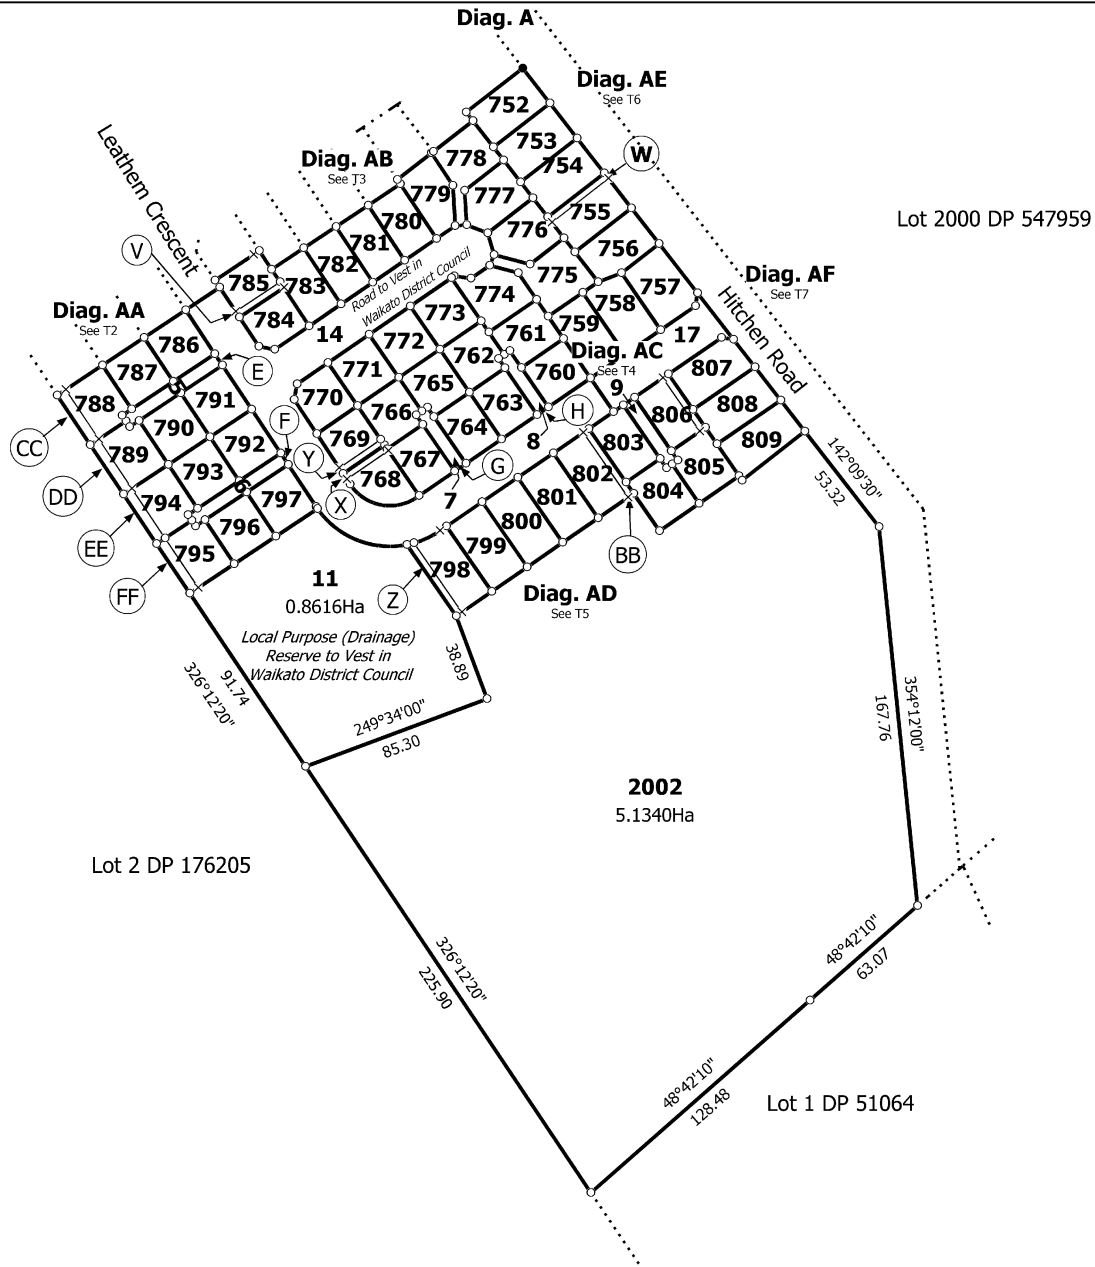 Diag. A
Diag. AE
See T6
752
753
754
W
Diag. AB
See T3
778
779
777
780
755
Lot 2000 DP 547959
Leathem Crescent
V
781
776
756
782
775
Road to Vest in
Waikato District Council
785
783
774
757
Diag. AF
See T7
784
14
773
758
Hitchen Road
Diag. AA
See T2
786
772
761
759
17
787
E
771
762
Diag. AC
See T4
807
5
788
791
770
765
760
9
808
CC
790
F
766
763
H
806
789
792
769
764
8
803
809
DD
793
Y
767
G
802
805
142°09'30"
53.32
794
6
797
X
768
7
801
804
EE
796
800
BB
795
799
FF
11
0.8616Ha
798
Z
Diag. AD
See T5
Local Purpose (Drainage)
Reserve to Vest in
Waikato District Council
38.89
91.74
326°12'20"
249°34'00"
85.30
354°12'00"
167.76
2002
5.1340Ha
Lot 2 DP 176205
326°12'20"
225.90
48°42'10"
63.07
48°42'10"
128.48
Lot 1 DP 51064